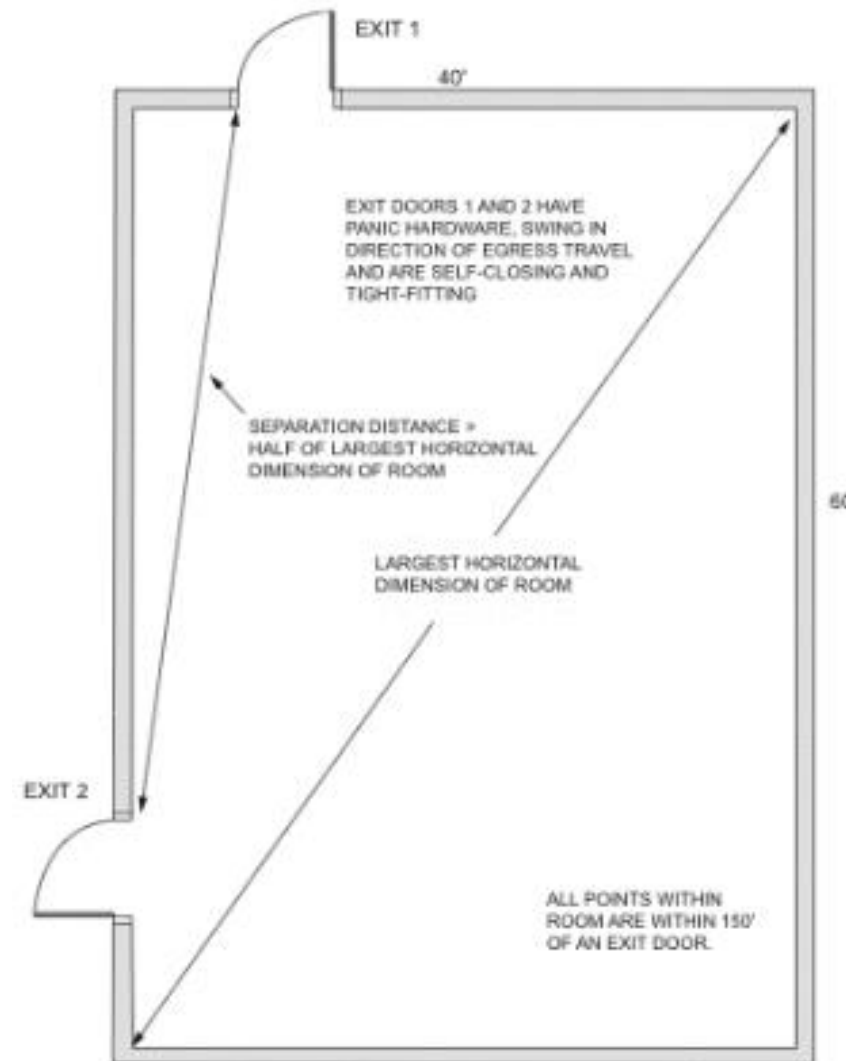 EXIT 1
40'
EXIT DOORS 1 AND 2 HAVE
PANIC HARDWARE, SWING IN
DIRECTION OF EGRESS TRAVEL
AND ARE SELF-CLOSING AND
TIGHT-FITTING
SEPARATION DISTANCE =
HALF OF LARGEST HORIZONTAL
DIMENSION OF ROOM
60
LARGEST HORIZONTAL
DIMENSION OF ROOM
EXIT 2
ALL POINTS WITHIN
ROOM ARE WITHIN 150'
OF AN EXIT DOOR.